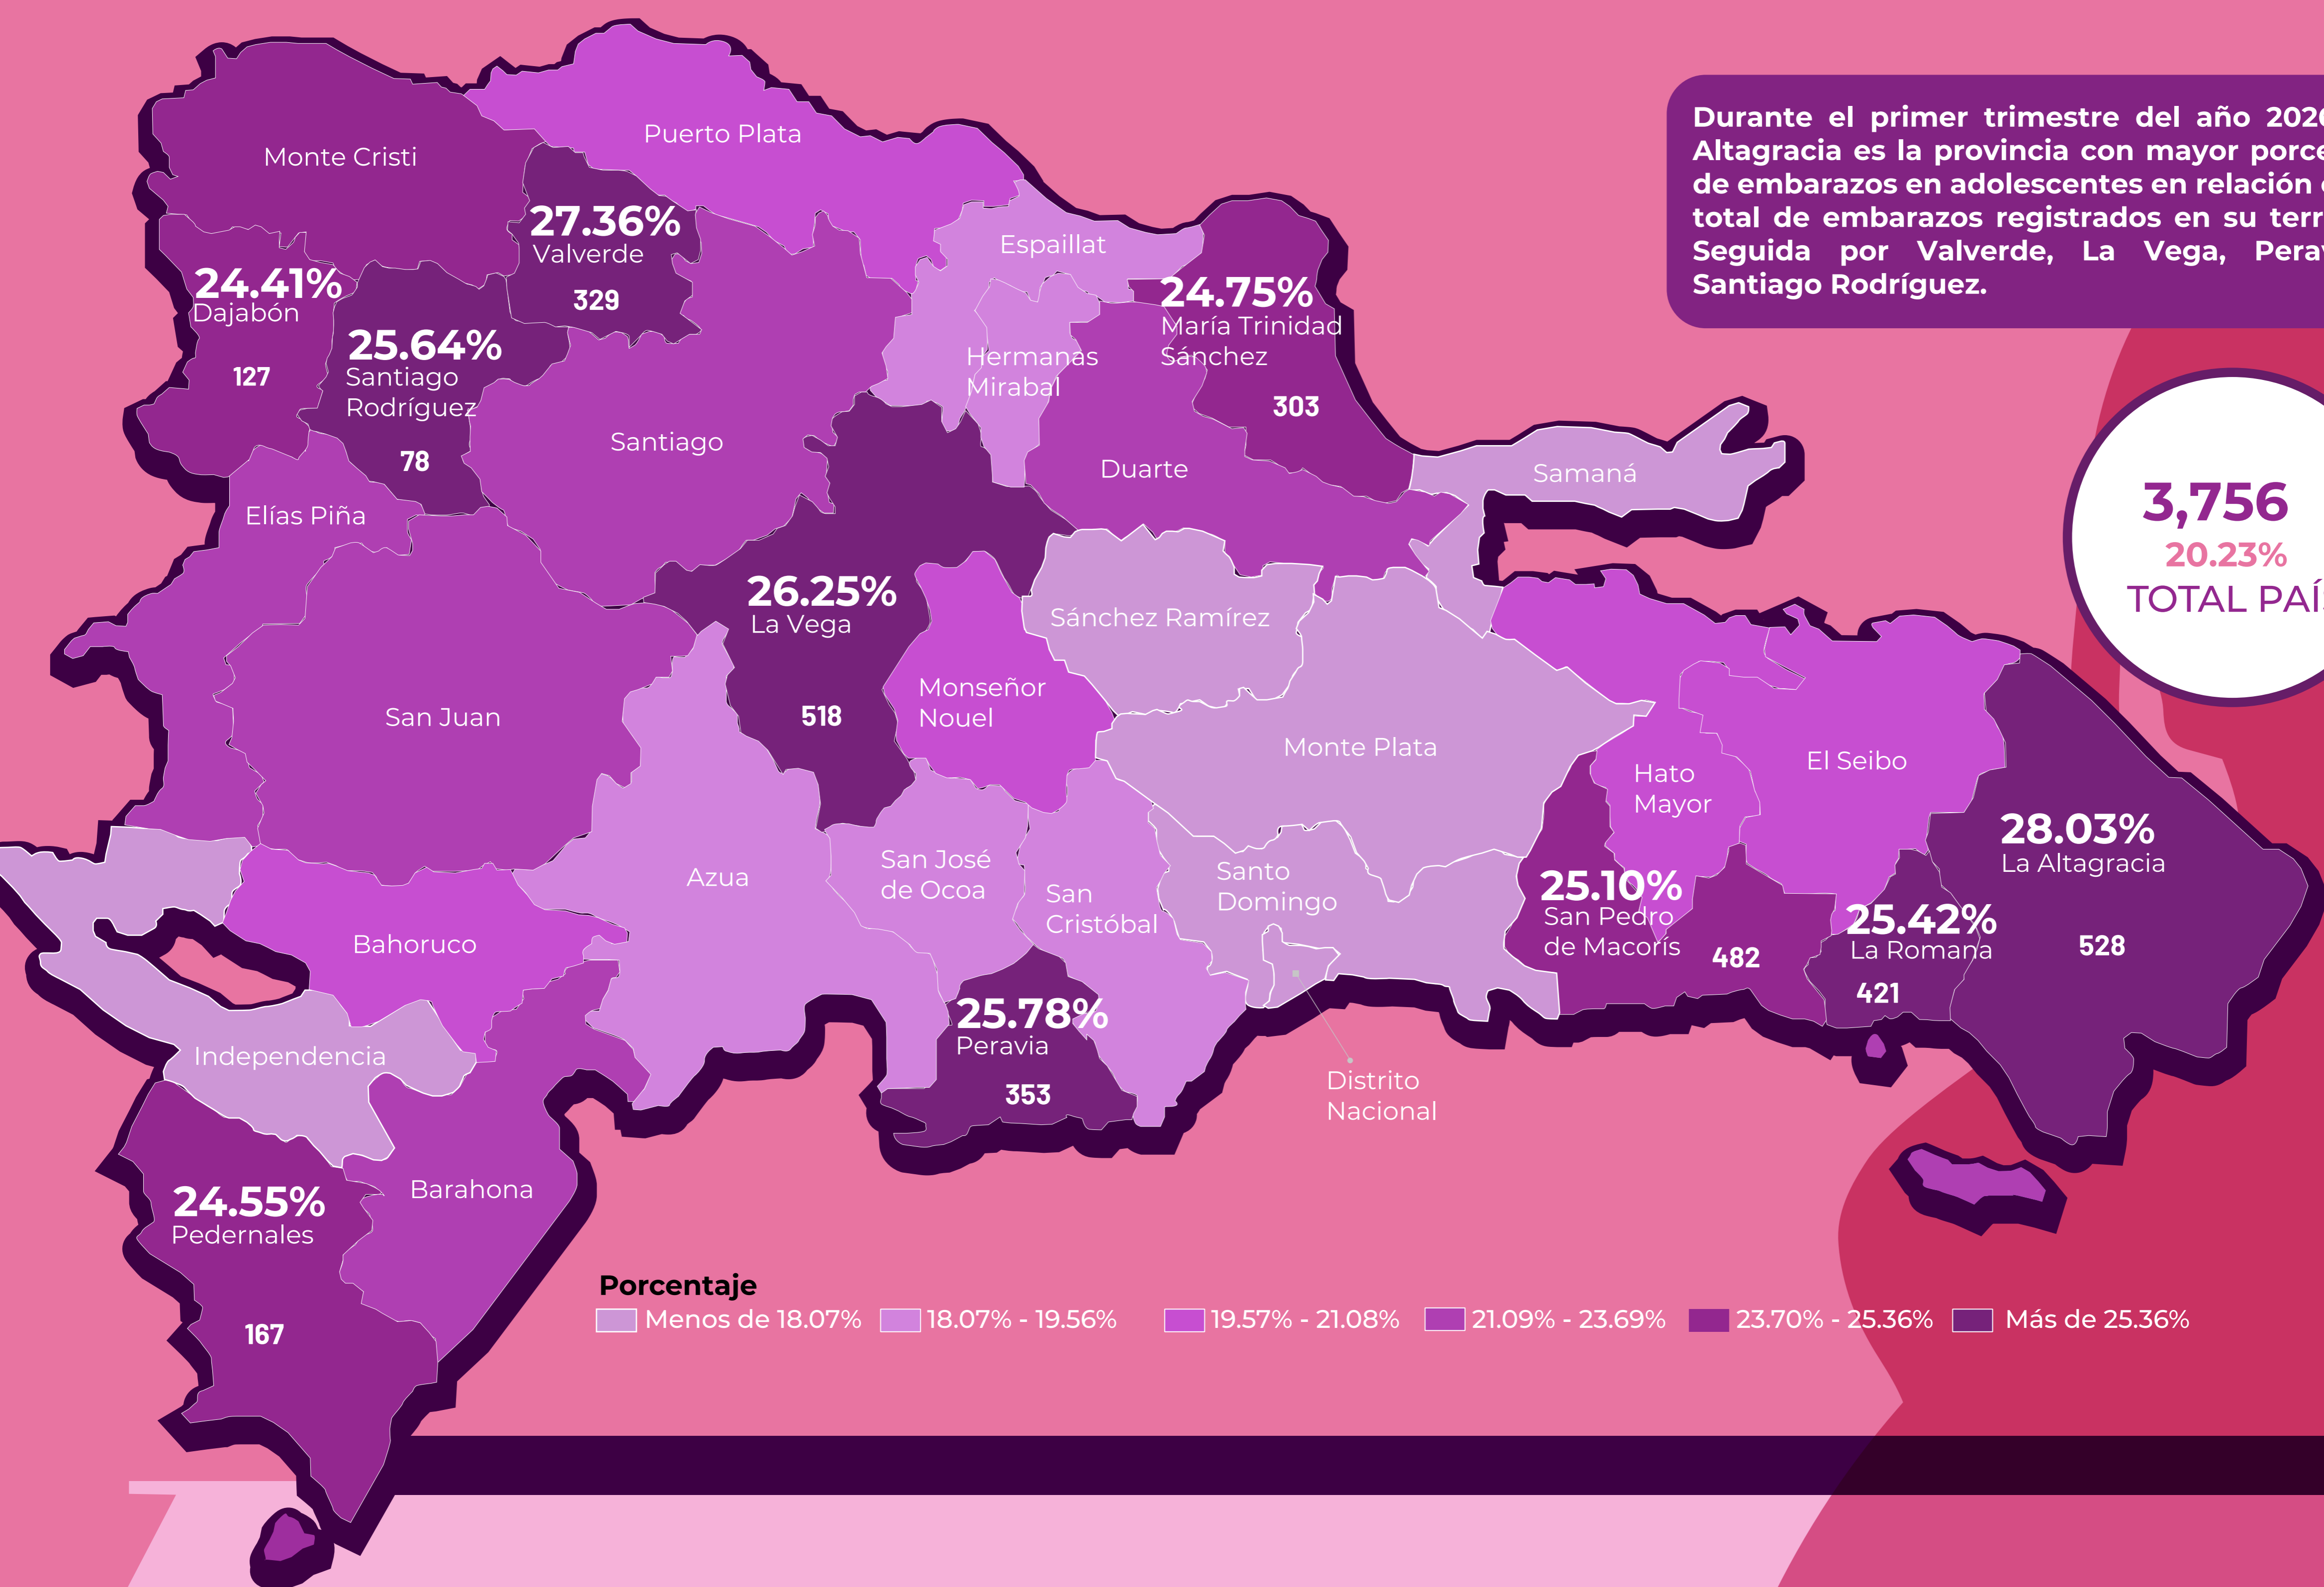 Durante el primer trimestre del año 2020
Altagracia es la provincia con mayor
de embarazos en adolescentes en relación
total de embarazos registrados en su
Seguida por Valverde, La Vega,
Santiago Rodríguez.
3,756
20.23%
TOTAL
Puerto Plata
Monte Cristi
27.36%
Valverde
329
Espaillat
24.41%
Dajabón
127
24.75%
María Trinidad
Sánchez
303
25.64%
Santiago
Rodríguez
78
Hermanas
Mirabal
Santiago
Duarte
Samaná
Elías Piña
26.25%
La Vega
518
Sánchez Ramírez
Monseñor
Nouel
San Juan
Monte Plata
Hato
Mayor
El Seibo
28.03%
La Altagracia
528
Azua
San José
de Ocoa
San
Cristóbal
Santo
Domingo
25.10%
San Pedro
de Macorís
482
25.42%
La Romana
421
Bahoruco
25.78%
Peravia
353
Independencia
Distrito
Nacional
24.55%
Pedernales
167
Barahona
Porcentaje
Menos de 18.07% 18.07% - 19.56% 19.57% - 21.08% 21.09% - 23.69% 23.70% - 25.36% Más de 25.36%